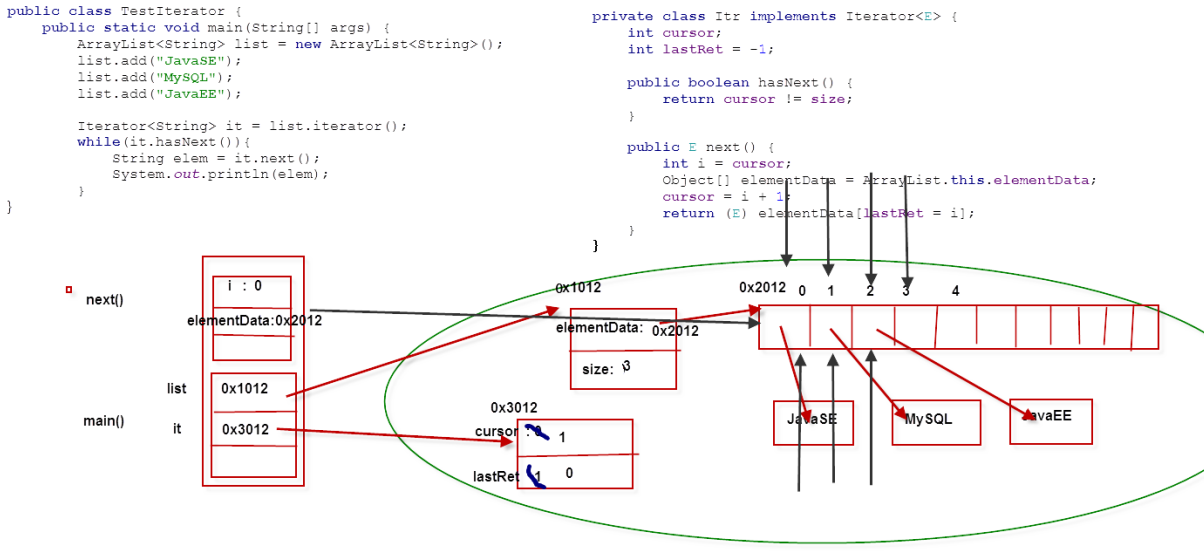 public class TestIterator {
    public static void main(String[] args) {
        ArrayList<String> list = new ArrayList<String>();
        list.add("JavaSE");
        list.add("MySQL");
        list.add("JavaEE");

        Iterator<String> it = list.iterator();
        while(it.hasNext()){
            String elem = it.next();
            System.out.println(elem);
        }
}
private class Itr implements Iterator<E> {
    int cursor;
    int lastRet = -1;

    public boolean hasNext() {
        return cursor != size;
    }

    public E next() {
        int i = cursor;
        Object[] elementData = ArrayList.this.elementData;
        cursor = i + 1;
        return (E) elementData[lastRet = i];
    }
}
next()
i : 0
elementData:0x2012
main()
list
0x1012
it
0x3012
0x1012
elementData: 0x2012
size: 3
0x3012
cursor : 0 1
lastRet 1 0
0x2012 0 1 2 3 4
JavaSE
MySQL
JavaEE